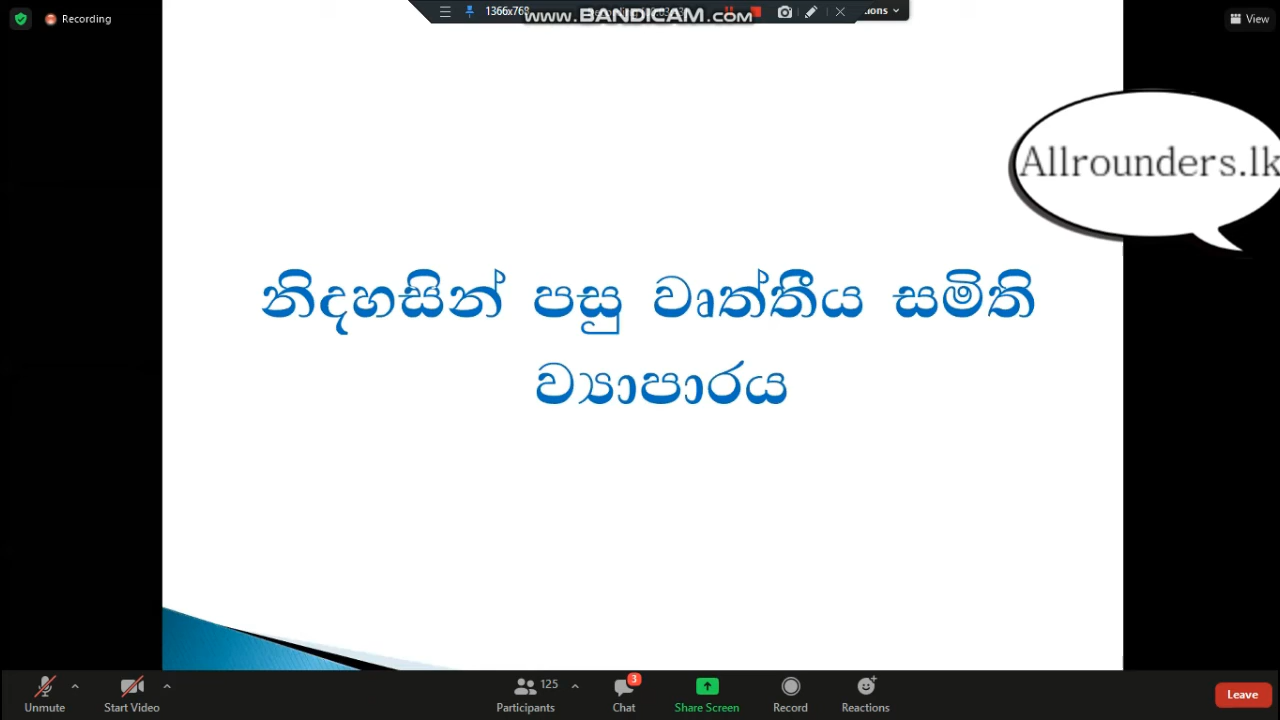 Recording
1366x768
www.BANDICAM.com
ions
View
Allrounders.lk
නිදහසින් පසු වෘත්තීය සමිති
ව්‍යාපාරය
Unmute
Start Video
125
Participants
3
Chat
Share Screen
Record
Reactions
Leave